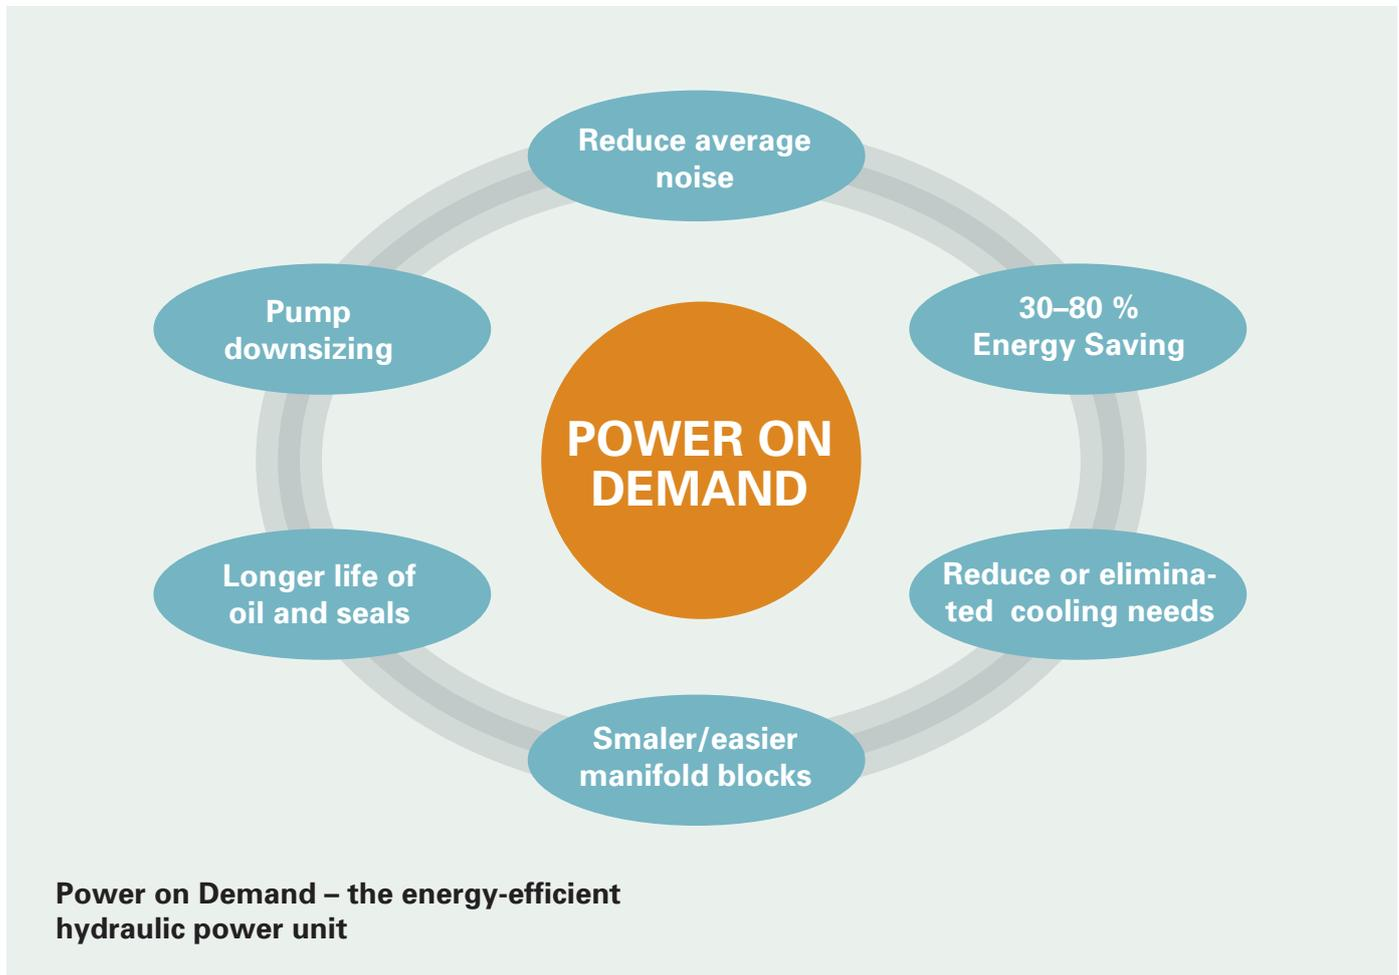 Reduce average
noise
Pump
downsizing
30–80 %
Energy Saving
POWER ON
DEMAND
Longer life of
oil and seals
Reduce or elimina-
ted cooling needs
Smaler/easier
manifold blocks
Power on Demand – the energy-efficient
hydraulic power unit